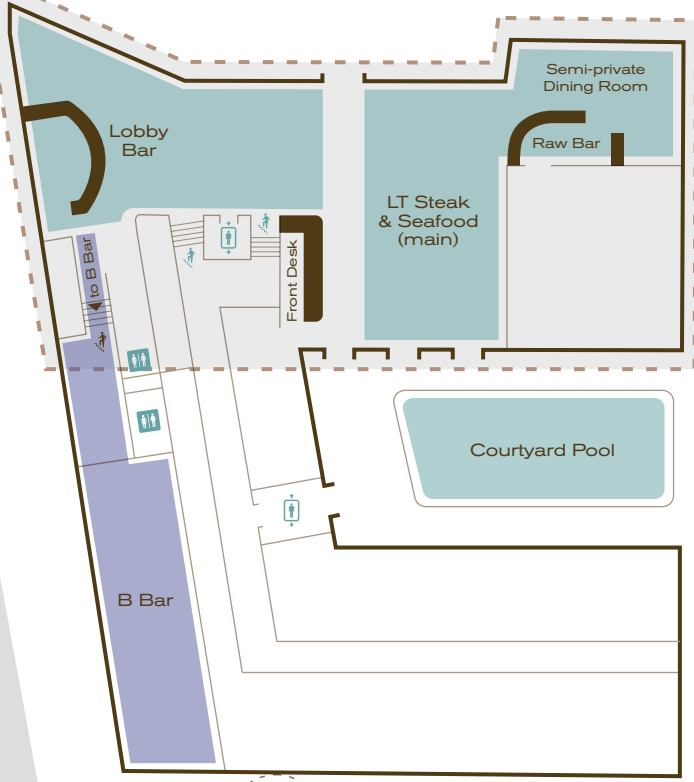 Semi-private
Dining Room
Lobby
Bar
Raw Bar
LT Steak
& Seafood
(main)
to B Bar
Front Desk
Courtyard Pool
B Bar